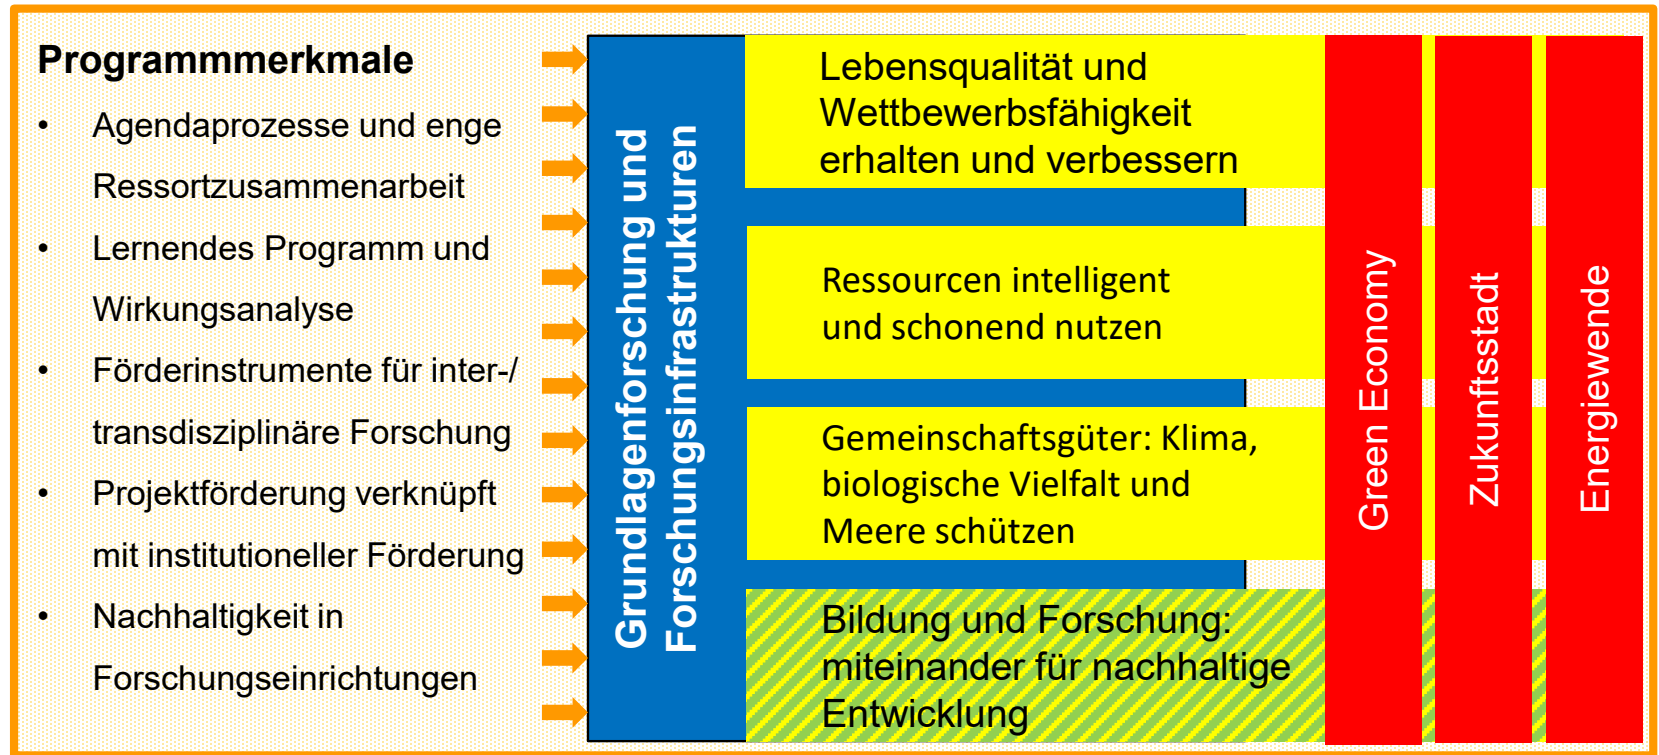 Programmmerkmale
• Agendaprozesse und enge
Ressortzusammenarbeit
• Lernendes Programm und
Wirkungsanalyse
• Förderinstrumente für inter-/
transdisziplinäre Forschung
• Projektförderung verknüpft
mit institutioneller Förderung
• Nachhaltigkeit in
Forschungseinrichtungen
Grundlagenforschung und
Forschungsinfrastrukturen
Lebensqualität und
Wettbewerbsfähigkeit
erhalten und verbessern
Ressourcen intelligent
und schonend nutzen
Gemeinschaftsgüter: Klima,
biologische Vielfalt und
Meere schützen
Bildung und Forschung:
miteinander für nachhaltige
Entwicklung
Green Economy
Zukunftsstadt
Energiewende